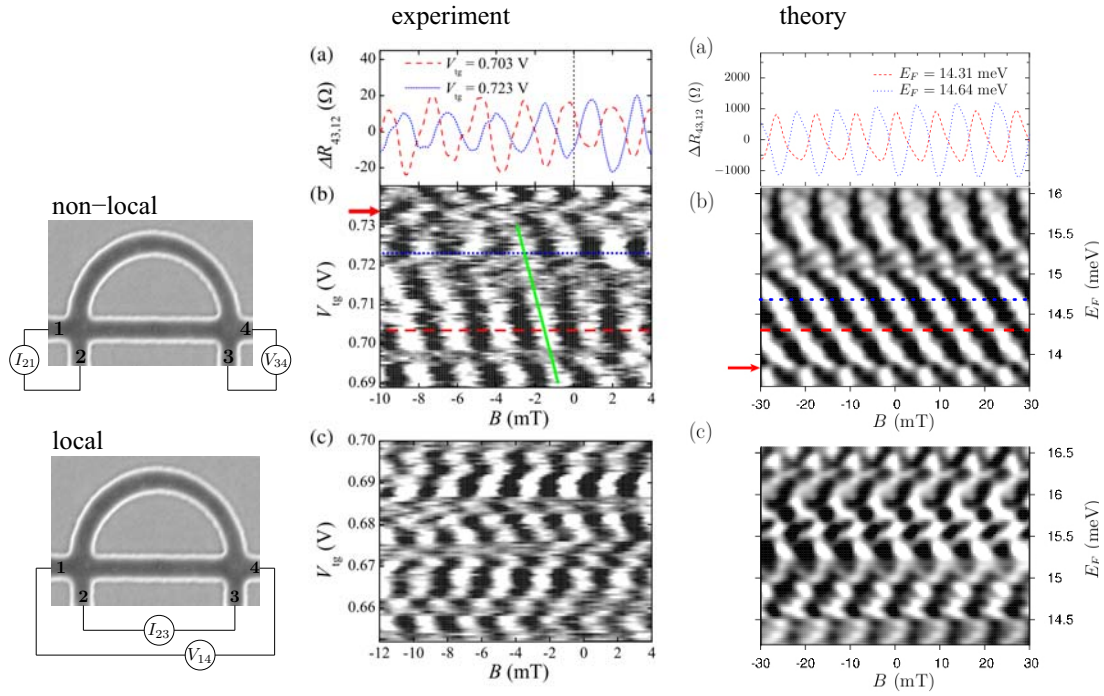 experiment
theory
(a)
V_tg = 0.703 V
V_tg = 0.723 V
40
20
0
-20
ΔR_43,12 (Ω)
(a)
E_F = 14.31 meV
E_F = 14.64 meV
2000
1000
0
−1000
ΔR_43,12 (Ω)
non−local
1
2
3
4
I_21
V_34
(b)
0.73
0.72
0.71
0.70
0.69
V_tg (V)
-10 -8 -6 -4 -2 0 2 4
B (mT)
(b)
16
15.5
15
14.5
14
E_F (meV)
-30 -20 -10 0 10 20 30
B (mT)
local
1
2
3
4
I_23
V_14
(c)
0.70
0.69
0.68
0.67
0.66
V_tg (V)
-12 -10 -8 -6 -4 -2 0 2 4
B (mT)
(c)
16.5
16
15.5
15
14.5
E_F (meV)
-30 -20 -10 0 10 20 30
B (mT)